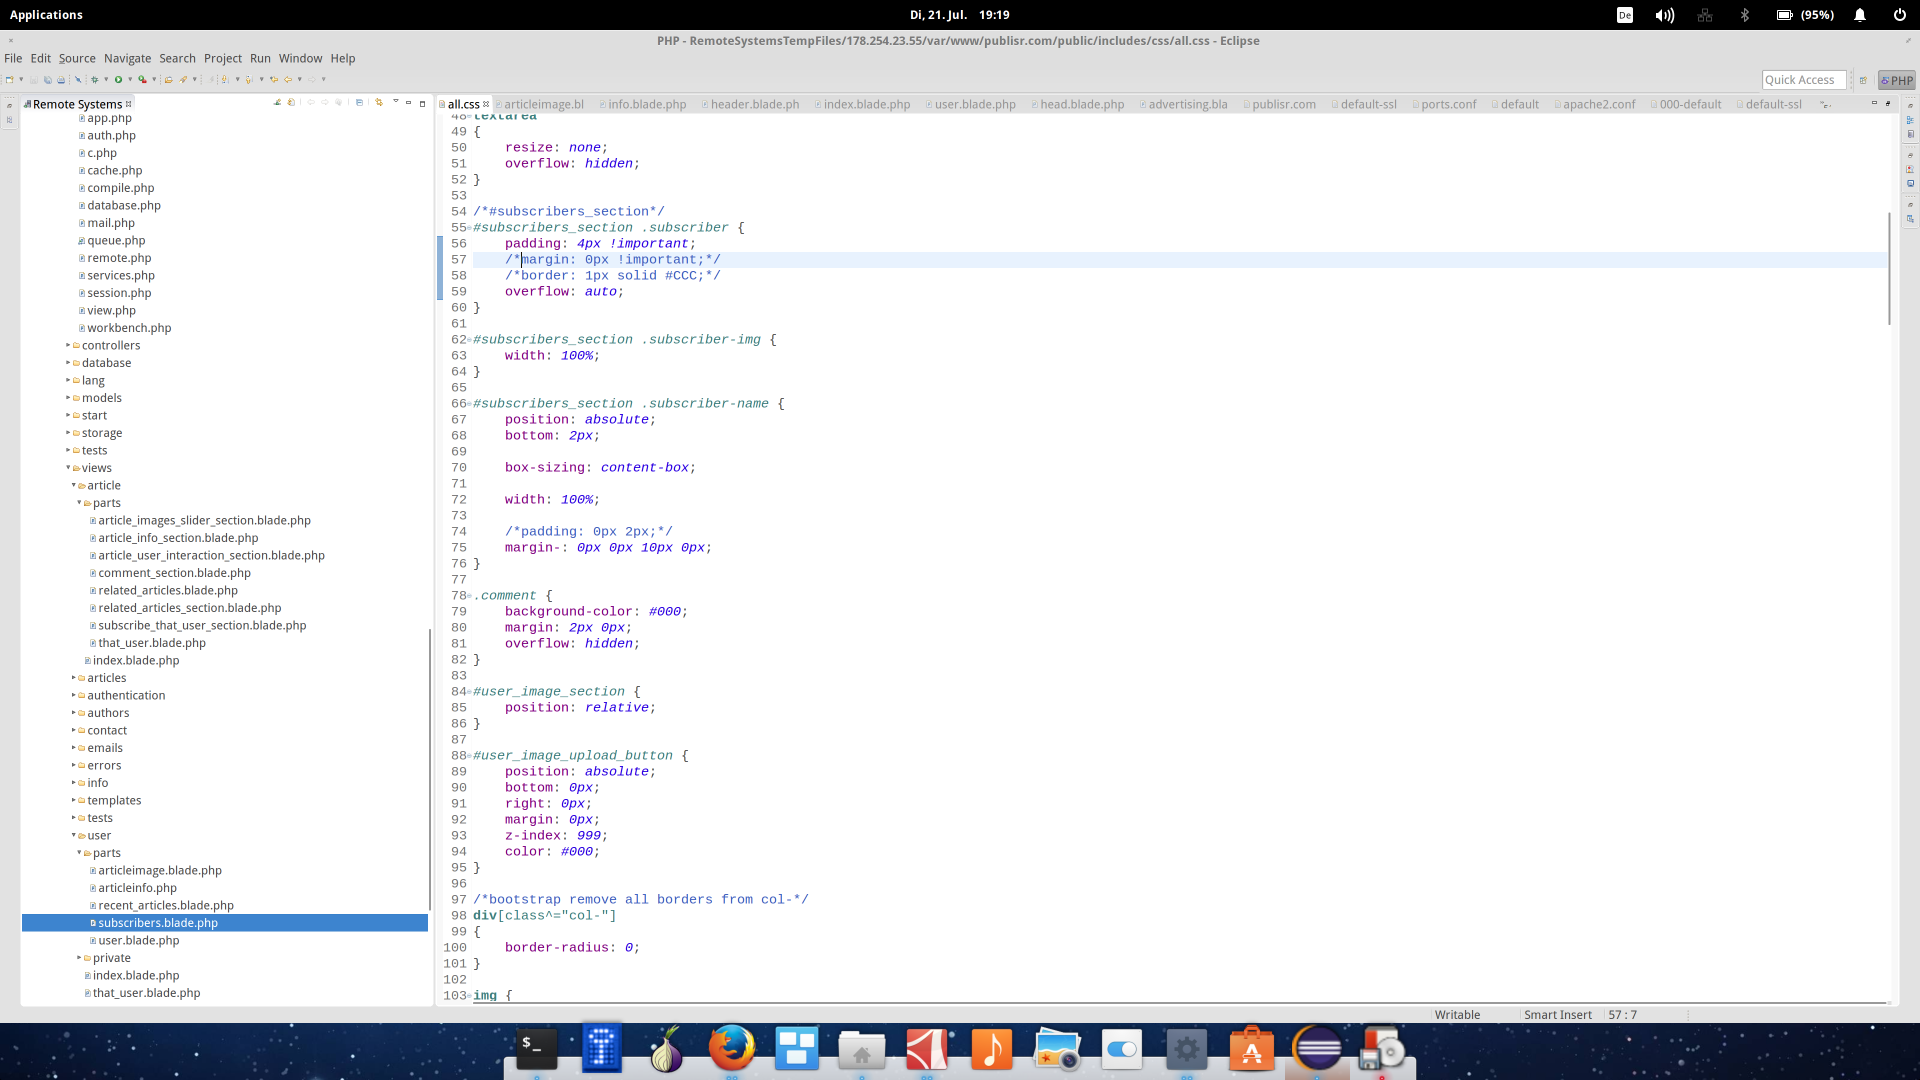 Applications
Di, 21. Jul. 19:19
De
(95%)
PHP - RemoteSystemsTempFiles/178.254.23.55/var/www/publisr.com/public/includes/css/all.css - Eclipse
File Edit Source Navigate Search Project Run Window Help
Quick Access
PHP
Remote Systems
app.php
auth.php
c.php
cache.php
compile.php
database.php
mail.php
queue.php
remote.php
services.php
session.php
view.php
workbench.php
controllers
database
lang
models
start
storage
tests
views
article
parts
article_images_slider_section.blade.php
article_info_section.blade.php
article_user_interaction_section.blade.php
comment_section.blade.php
related_articles.blade.php
related_articles_section.blade.php
subscribe_that_user_section.blade.php
that_user.blade.php
index.blade.php
articles
authentication
authors
contact
emails
errors
info
templates
tests
user
parts
articleimage.blade.php
articleinfo.php
recent_articles.blade.php
subscribers.blade.php
user.blade.php
private
index.blade.php
that_user.blade.php
all.css articleimage.bl info.blade.php header.blade.ph index.blade.php user.blade.php head.blade.php advertising.bla publisr.com default-ssl ports.conf default apache2.conf 000-default default-ssl
48 textarea
49 {
50 resize: none;
51 overflow: hidden;
52 }
53
54 /*#subscribers_section*/
55 #subscribers_section .subscriber {
56 padding: 4px !important;
57 /*margin: 0px !important;*/
58 /*border: 1px solid #CCC;*/
59 overflow: auto;
60 }
61
62 #subscribers_section .subscriber-img {
63 width: 100%;
64 }
65
66 #subscribers_section .subscriber-name {
67 position: absolute;
68 bottom: 2px;
69
70 box-sizing: content-box;
71
72 width: 100%;
73
74 /*padding: 0px 2px;*/
75 margin-: 0px 0px 10px 0px;
76 }
77
78 .comment {
79 background-color: #000;
80 margin: 2px 0px;
81 overflow: hidden;
82 }
83
84 #user_image_section {
85 position: relative;
86 }
87
88 #user_image_upload_button {
89 position: absolute;
90 bottom: 0px;
91 right: 0px;
92 margin: 0px;
93 z-index: 999;
94 color: #000;
95 }
96
97 /*bootstrap remove all borders from col-*/
98 div[class^="col-"]
99 {
100 border-radius: 0;
101 }
102
103 img {
Writable Smart Insert 57 : 7
$_
T